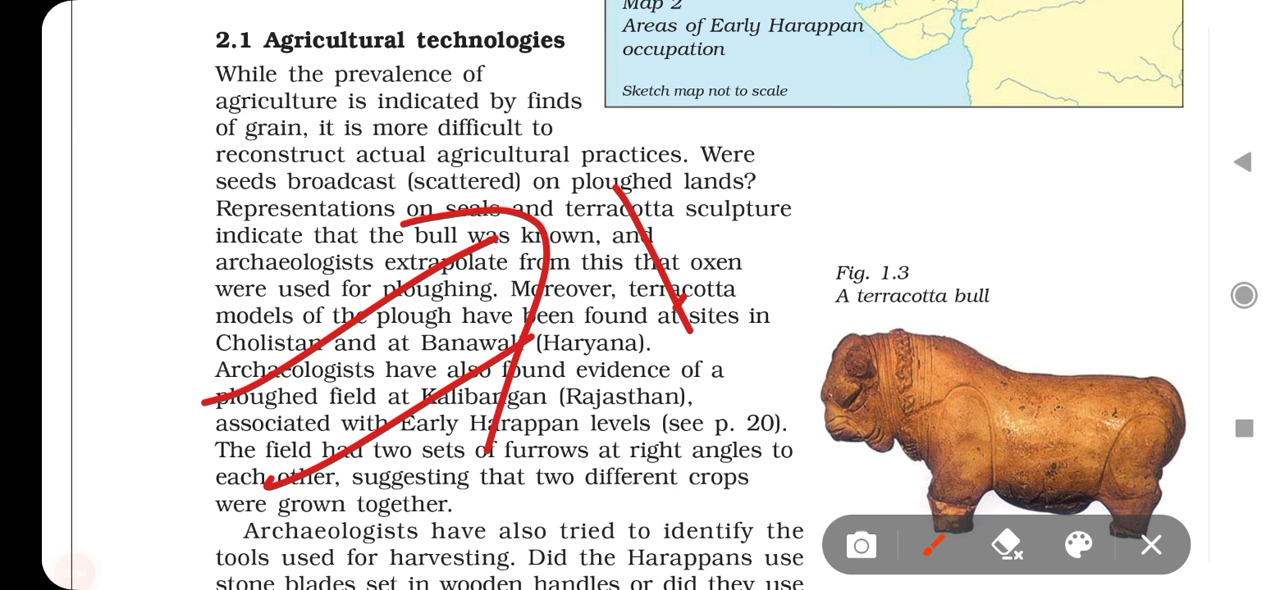 Map 2
Areas of Early Harappan
occupation
Sketch map not to scale
2.1 Agricultural technologies
While the prevalence of
agriculture is indicated by finds
of grain, it is more difficult to
reconstruct actual agricultural practices. Were
seeds broadcast (scattered) on ploughed lands?
Representations on seals and terracotta sculpture
indicate that the bull was known, and
archaeologists extrapolate from this that oxen
were used for ploughing. Moreover, terracotta
models of the plough have been found at sites in
Cholistan and at Banawali (Haryana).
Archaeologists have also found evidence of a
ploughed field at Kalibangan (Rajasthan),
associated with Early Harappan levels (see p. 20).
The field had two sets of furrows at right angles to
each other, suggesting that two different crops
were grown together.
Archaeologists have also tried to identify the
tools used for harvesting. Did the Harappans use
stone blades set in wooden handles or did they use
Fig. 1.3
A terracotta bull